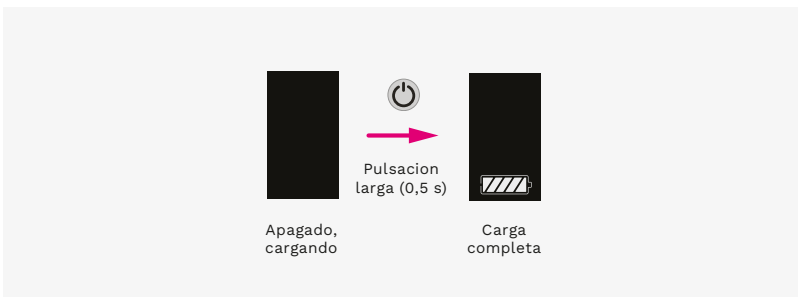 Pulsacion
larga (0,5 s)
Apagado,
cargando
Carga
completa